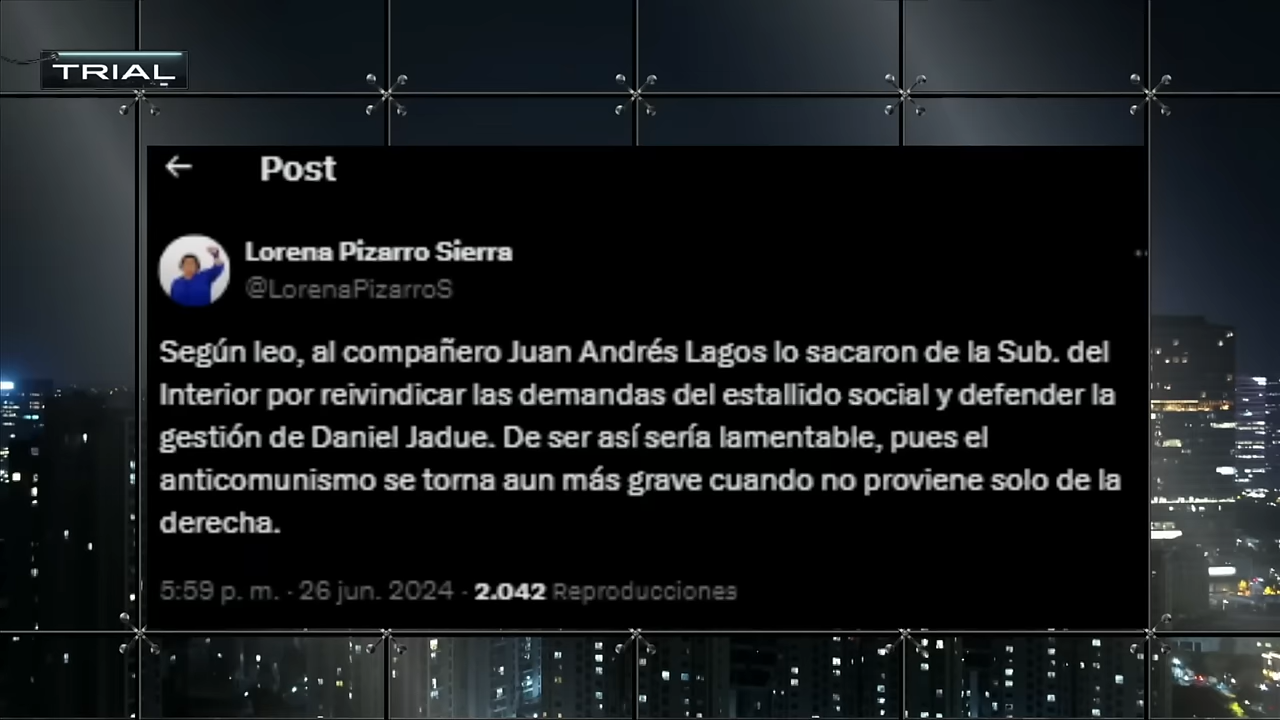 TRIAL
Post
Lorena Pizarro Sierra
@LorenaPizarroS
Según leo, al compañero Juan Andrés Lagos lo sacaron de la Sub. del
Interior por reivindicar las demandas del estallido social y defender la
gestión de Daniel Jadue. De ser así sería lamentable, pues el
anticomunismo se torna aun más grave cuando no proviene solo de la
derecha.
5:59 p. m. · 26 jun. 2024 · 2.042 Reproducciones